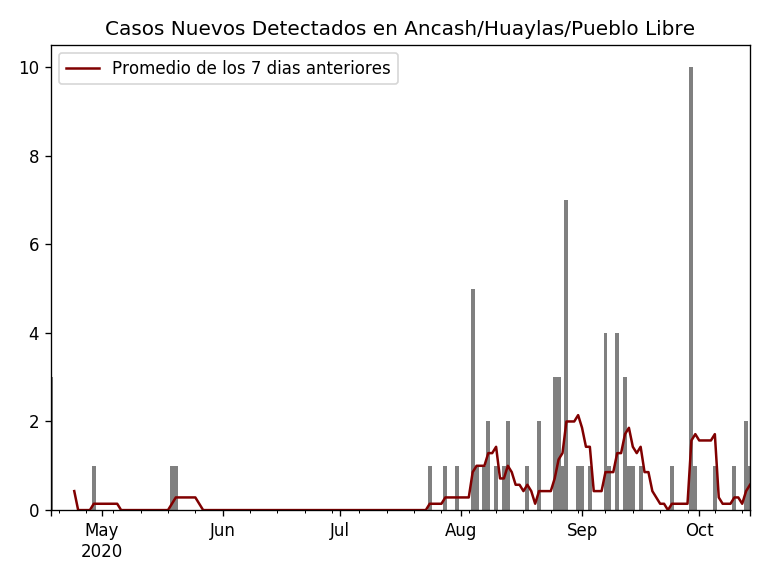 Casos Nuevos Detectados en Ancash/Huaylas/Pueblo Libre
Promedio de los 7 dias anteriores
10
8
6
4
2
0
May Jun Jul Aug Sep Oct
2020